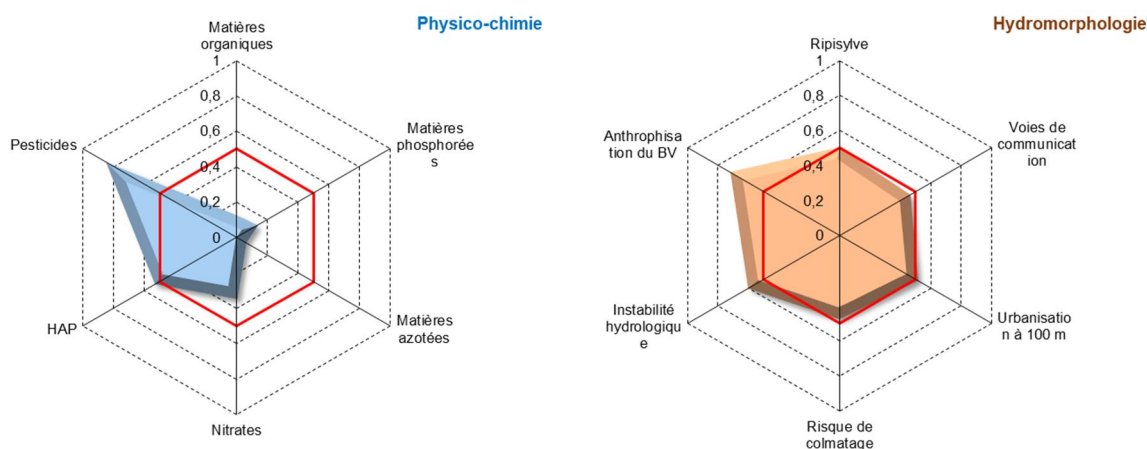 Physico-chimie
Matières
organiques
1
0,8
0,6
0,4
0,2
0
Matières
phosphorée
s
Matières
azotées
Nitrates
HAP
Pesticides
Hydromorphologie
Ripisylve
1
0,8
0,6
0,4
0,2
0
Voies de
communicat
ion
Urbanisatio
n à 100 m
Risque de
colmatage
Instabilité
hydrologiqu
e
Anthrophisa
tion du BV